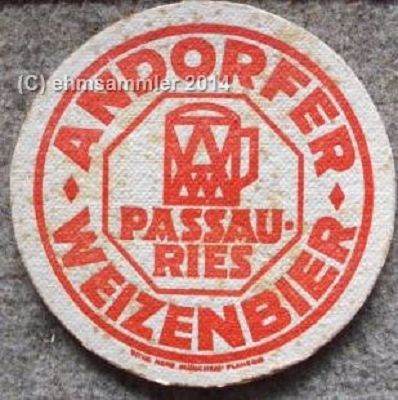 (C) ehmsammler 2014!
ANDORFER
PASSAU-
RIES
WEIZENBIER